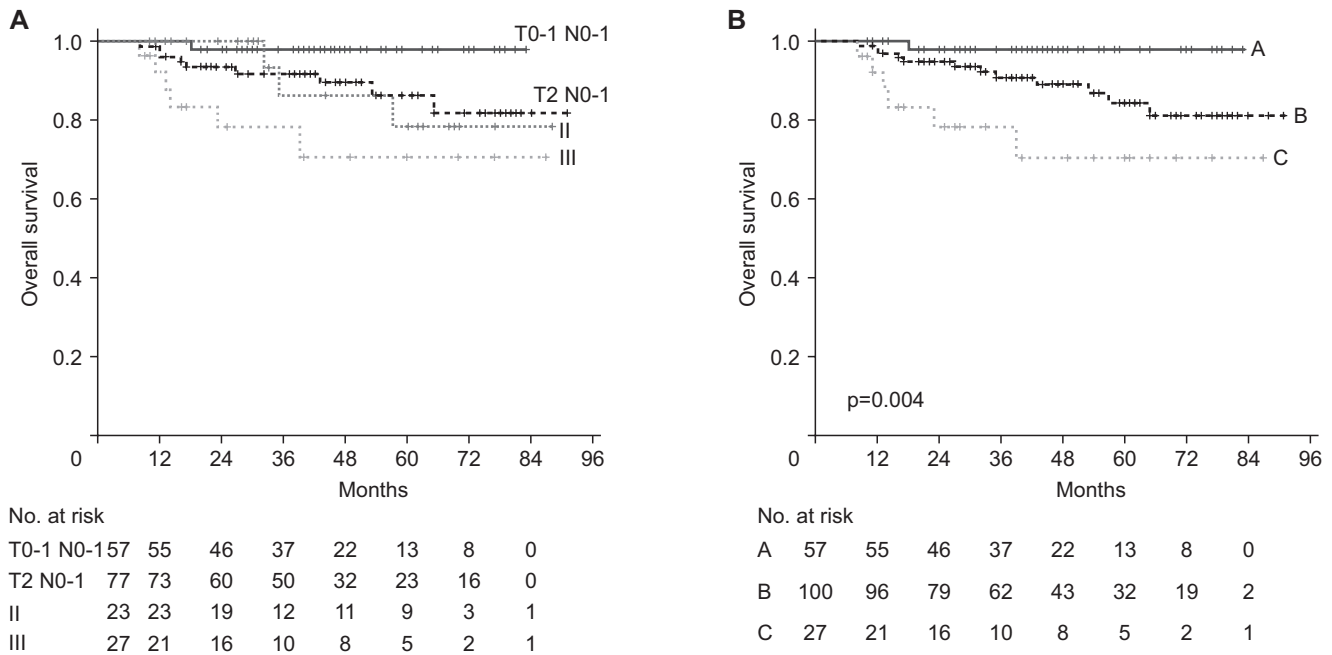 A
T0-1 N0-1
1.0
T2 N0-1
0.8
II
III
0.6
0.4
0.2
Overall survival
0 12 24 36 48 60 72 84 96
Months
No. at risk
T0-1 N0-1 57 55 46 37 22 13 8 0
T2 N0-1 77 73 60 50 32 23 16 0
II 23 23 19 12 11 9 3 1
III 27 21 16 10 8 5 2 1
B
1.0
A
0.8
B
C
0.6
0.4
0.2
Overall survival
p=0.004
0 12 24 36 48 60 72 84 96
Months
No. at risk
A 57 55 46 37 22 13 8 0
B 100 96 79 62 43 32 19 2
C 27 21 16 10 8 5 2 1